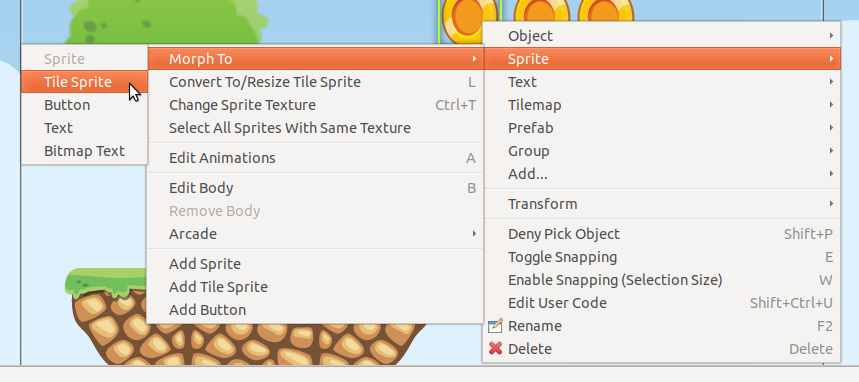 Sprite
Tile Sprite
Button
Text
Bitmap Text
Morph To
Convert To/Resize Tile Sprite L
Change Sprite Texture Ctrl+T
Select All Sprites With Same Texture
Edit Animations A
Edit Body B
Remove Body
Arcade
Add Sprite
Add Tile Sprite
Add Button
Object
Sprite
Text
Tilemap
Prefab
Group
Add...
Transform
Deny Pick Object Shift+P
Toggle Snapping E
Enable Snapping (Selection Size) W
Edit User Code Shift+Ctrl+U
Rename F2
Delete Delete